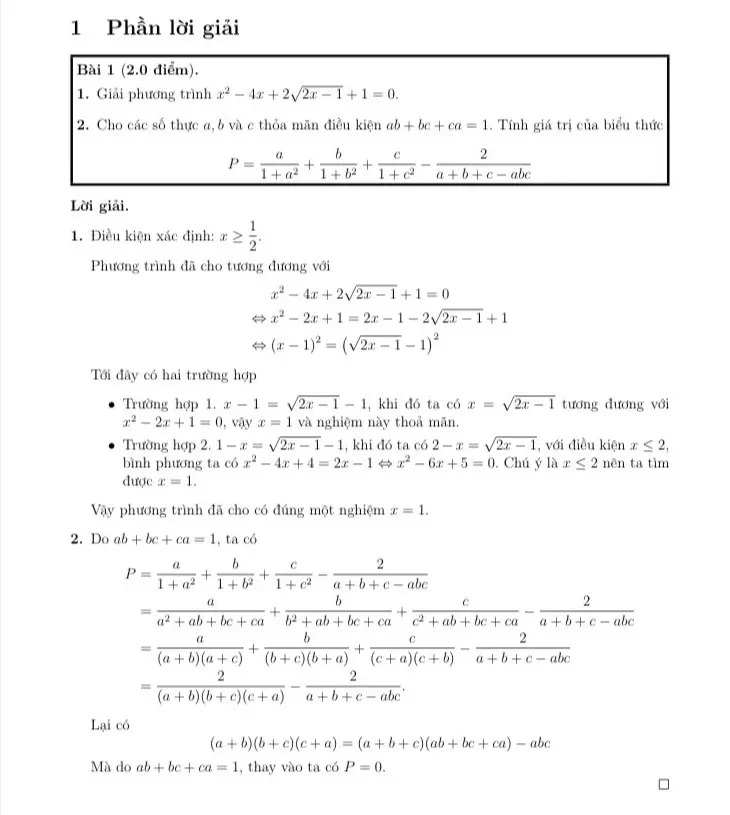 1 Phần lời giải
Bài 1 (2.0 điểm).
1. Giải phương trình x² − 4x + 2√(2x − 1) + 1 = 0.
2. Cho các số thực a, b và c thỏa mãn điều kiện ab + bc + ca = 1. Tính giá trị của biểu thức
P = a/(1 + a²) + b/(1 + b²) + c/(1 + c²) − 2/(a + b + c − abc)
Lời giải.
1. Điều kiện xác định: x ≥ 1/2.
Phương trình đã cho tương đương với
x² − 4x + 2√(2x − 1) + 1 = 0
⇔ x² − 2x + 1 = 2x − 1 − 2√(2x − 1) + 1
⇔ (x − 1)² = (√(2x − 1) − 1)²
Tới đây có hai trường hợp
• Trường hợp 1. x − 1 = √(2x − 1) − 1, khi đó ta có x = √(2x − 1) tương đương với
x² − 2x + 1 = 0, vậy x = 1 và nghiệm này thoả mãn.
• Trường hợp 2. 1 − x = √(2x − 1) − 1, khi đó ta có 2 − x = √(2x − 1), với điều kiện x ≤ 2,
bình phương ta có x² − 4x + 4 = 2x − 1 ⇔ x² − 6x + 5 = 0. Chú ý là x ≤ 2 nên ta tìm
được x = 1.
Vậy phương trình đã cho có đúng một nghiệm x = 1.
2. Do ab + bc + ca = 1, ta có
P = a/(1 + a²) + b/(1 + b²) + c/(1 + c²) − 2/(a + b + c − abc)
= a/(a² + ab + bc + ca) + b/(b² + ab + bc + ca) + c/(c² + ab + bc + ca) − 2/(a + b + c − abc)
= a/((a + b)(a + c)) + b/((b + c)(b + a)) + c/((c + a)(c + b)) − 2/(a + b + c − abc)
= 2/((a + b)(b + c)(c + a)) − 2/(a + b + c − abc).
Lại có
(a + b)(b + c)(c + a) = (a + b + c)(ab + bc + ca) − abc
Mà do ab + bc + ca = 1, thay vào ta có P = 0.
□